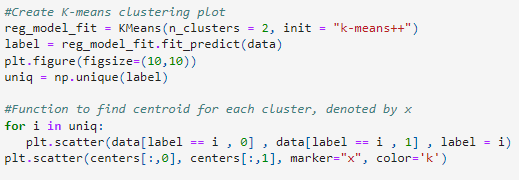 #Create K-means clustering plot
reg_model_fit = KMeans(n_clusters = 2, init = "k-means++")
label = reg_model_fit.fit_predict(data)
plt.figure(figsize=(10,10))
uniq = np.unique(label)

#Function to find centroid for each cluster, denoted by x
for i in uniq:
   plt.scatter(data[label == i , 0] , data[label == i , 1] , label = i)
plt.scatter(centers[:,0], centers[:,1], marker="x", color='k')